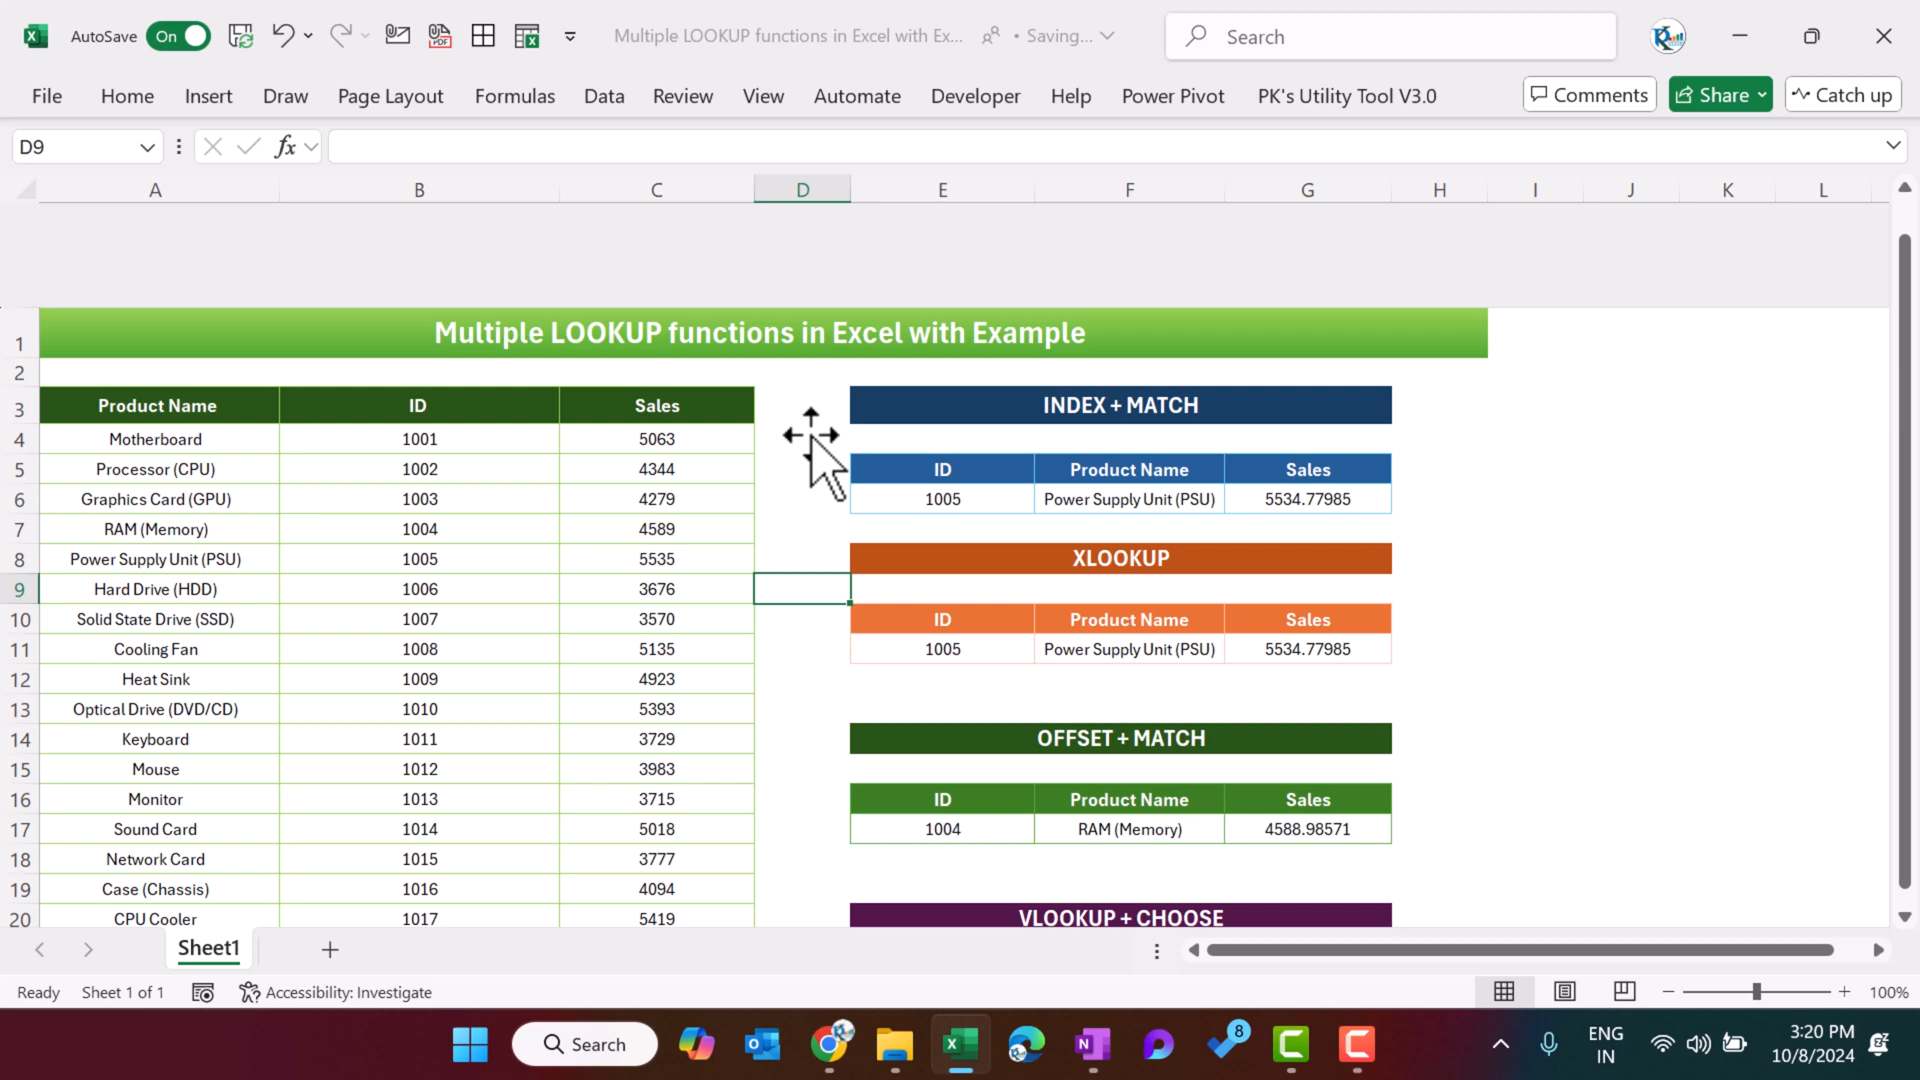 AutoSave On Multiple LOOKUP functions in Excel with Ex... • Saving... Search
File Home Insert Draw Page Layout Formulas Data Review View Automate Developer Help Power Pivot PK's Utility Tool V3.0 Comments Share Catch up
D9 fx
A B C D E F G H I J K L
1 Multiple LOOKUP functions in Excel with Example
2
3 Product Name ID Sales INDEX + MATCH
4 Motherboard 1001 5063
5 Processor (CPU) 1002 4344 ID Product Name Sales
6 Graphics Card (GPU) 1003 4279 1005 Power Supply Unit (PSU) 5534.77985
7 RAM (Memory) 1004 4589
8 Power Supply Unit (PSU) 1005 5535 XLOOKUP
9 Hard Drive (HDD) 1006 3676
10 Solid State Drive (SSD) 1007 3570 ID Product Name Sales
11 Cooling Fan 1008 5135 1005 Power Supply Unit (PSU) 5534.77985
12 Heat Sink 1009 4923
13 Optical Drive (DVD/CD) 1010 5393
14 Keyboard 1011 3729 OFFSET + MATCH
15 Mouse 1012 3983
16 Monitor 1013 3715 ID Product Name Sales
17 Sound Card 1014 5018 1004 RAM (Memory) 4588.98571
18 Network Card 1015 3777
19 Case (Chassis) 1016 4094
20 CPU Cooler 1017 5419 VLOOKUP + CHOOSE
Sheet1
Ready Sheet 1 of 1 Accessibility: Investigate 100%
Search 8 ENG 3:20 PM
IN 10/8/2024